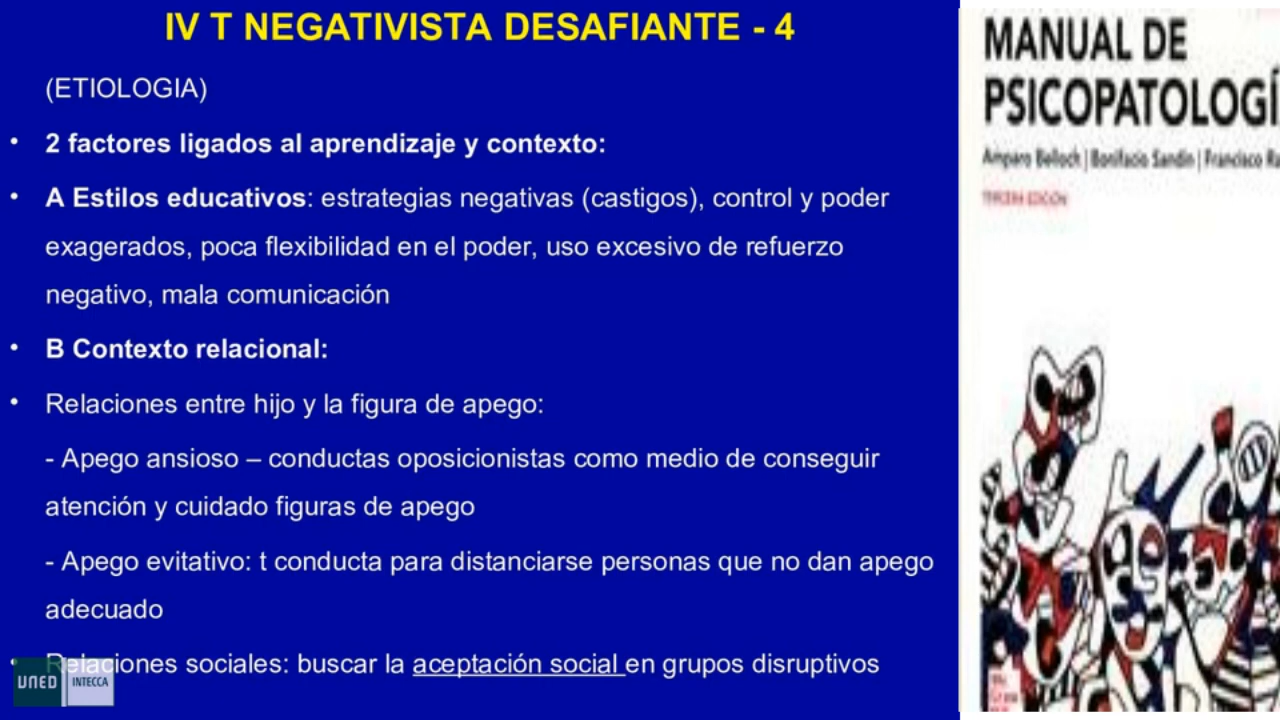 IV T NEGATIVISTA DESAFIANTE - 4
(ETIOLOGIA)
• 2 factores ligados al aprendizaje y contexto:
• A Estilos educativos: estrategias negativas (castigos), control y poder
exagerados, poca flexibilidad en el poder, uso excesivo de refuerzo
negativo, mala comunicación
• B Contexto relacional:
• Relaciones entre hijo y la figura de apego:
- Apego ansioso – conductas oposicionistas como medio de conseguir
atención y cuidado figuras de apego
- Apego evitativo: t conducta para distanciarse personas que no dan apego
adecuado
• Relaciones sociales: buscar la aceptación social en grupos disruptivos
UNED INTECCA
MANUAL DE
PSICOPATOLOGÍ
Amparo Belloch | Bonifacio Sandín | Francisco Ra
TERCERA EDICIÓN